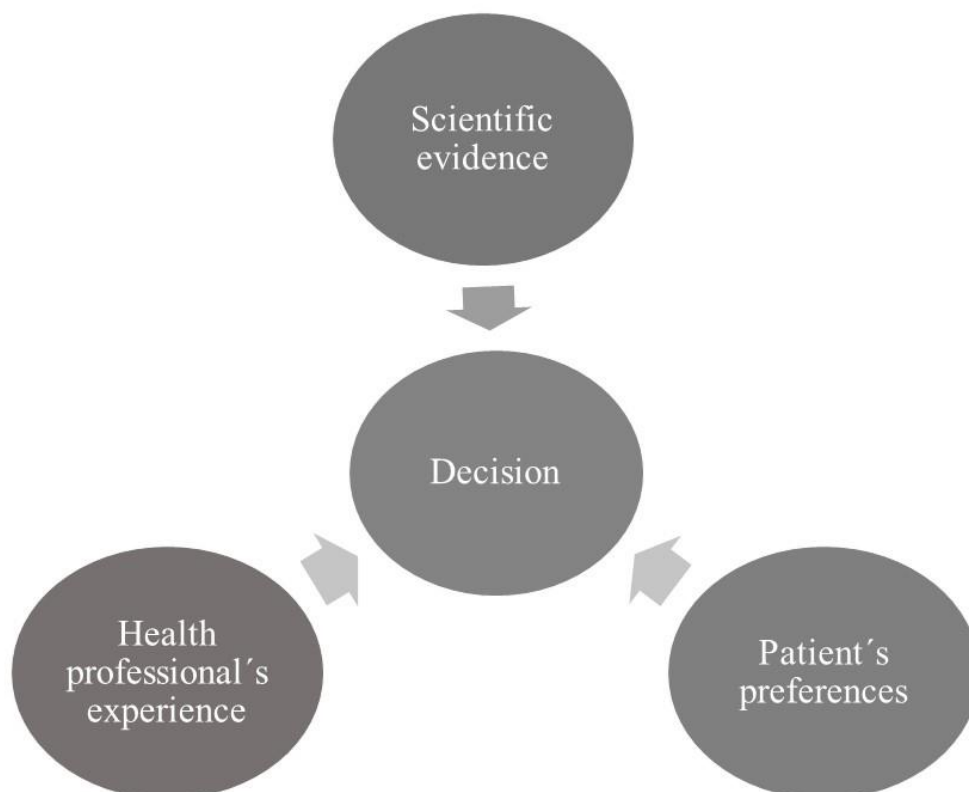 Scientific
evidence
Decision
Health
professional´s
experience
Patient´s
preferences